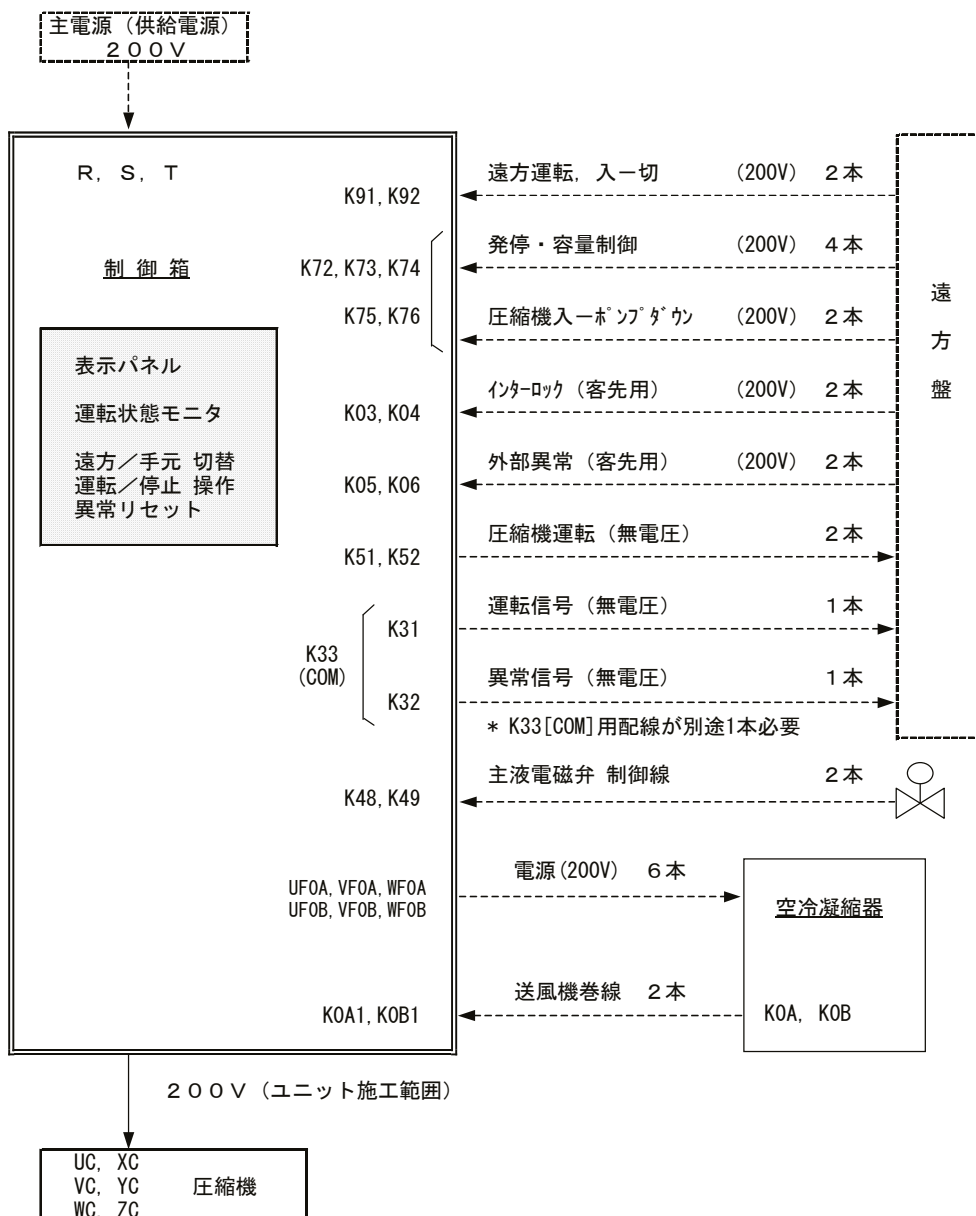 主電源（供給電源）
２００Ｖ
Ｒ，Ｓ，Ｔ
制 御 箱
表示パネル
運転状態モニタ
遠方／手元 切替
運転／停止 操作
異常リセット
K91,K92
遠方運転，入－切 (200V) 2本
K72,K73,K74
発停・容量制御 (200V) 4本
K75,K76
圧縮機入－ﾎﾟﾝﾌﾟﾀﾞｳﾝ (200V) 2本
K03,K04
ｲﾝﾀｰﾛｯｸ（客先用） (200V) 2本
K05,K06
外部異常（客先用） (200V) 2本
K51,K52
圧縮機運転（無電圧） 2本
K31
運転信号（無電圧） 1本
K33
(COM)
K32
異常信号（無電圧） 1本
* K33[COM]用配線が別途1本必要
遠
方
盤
K48,K49
主液電磁弁 制御線 2本
UF0A,VF0A,WF0A
UF0B,VF0B,WF0B
電源(200V) 6本
空冷凝縮器
K0A1,K0B1
送風機巻線 2本
K0A, K0B
２００Ｖ（ユニット施工範囲）
UC, XC
VC, YC 圧縮機
WC, ZC